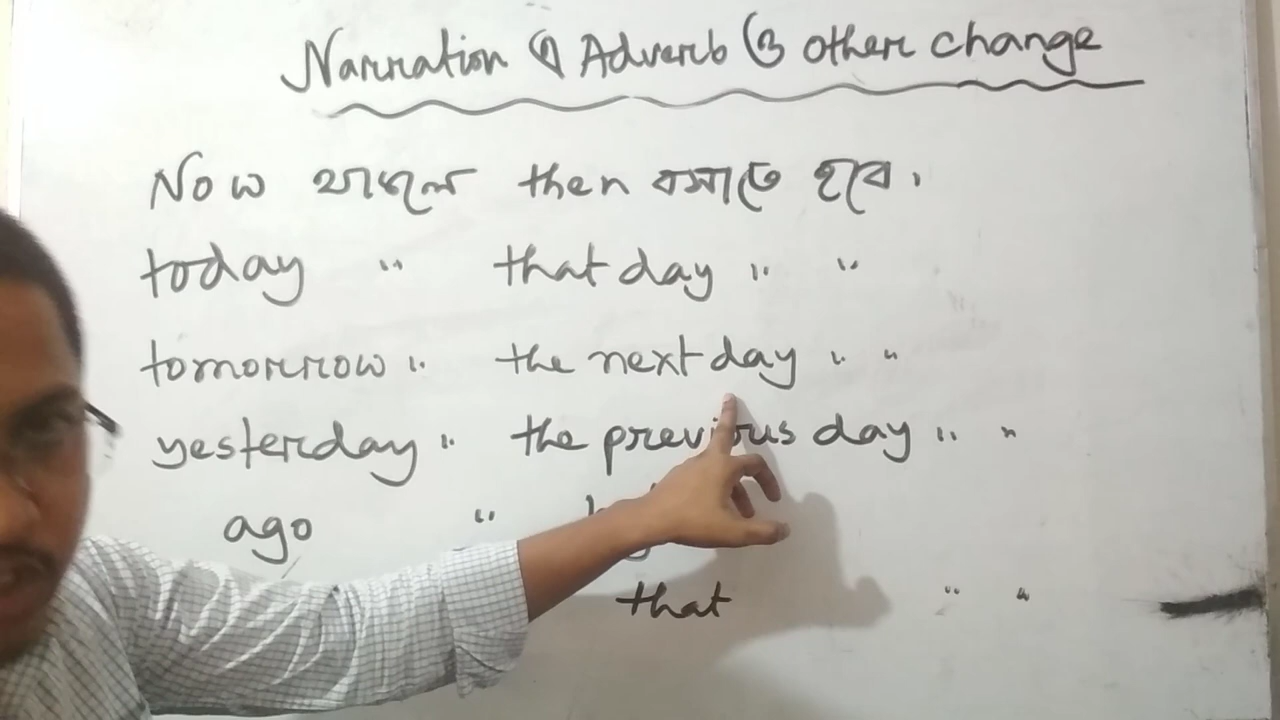 Narration এ Adverb ও other change
Now থাকলে then বসাতে হবে।
today " that day " "
tomorrow " the next day " "
yesterday " the previous day " "
ago "
that " "